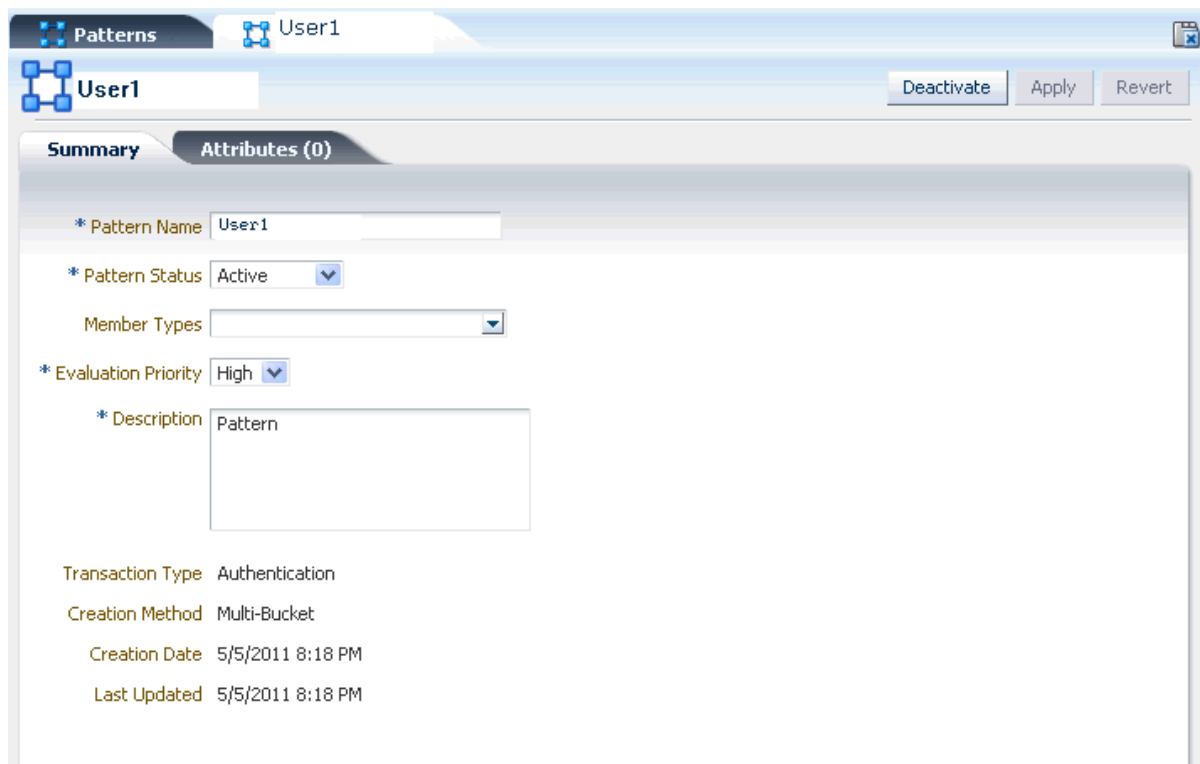 Patterns User1
User1 Deactivate Apply Revert
Summary Attributes (0)
* Pattern Name User1
* Pattern Status Active
Member Types
* Evaluation Priority High
* Description Pattern
Transaction Type Authentication
Creation Method Multi-Bucket
Creation Date 5/5/2011 8:18 PM
Last Updated 5/5/2011 8:18 PM